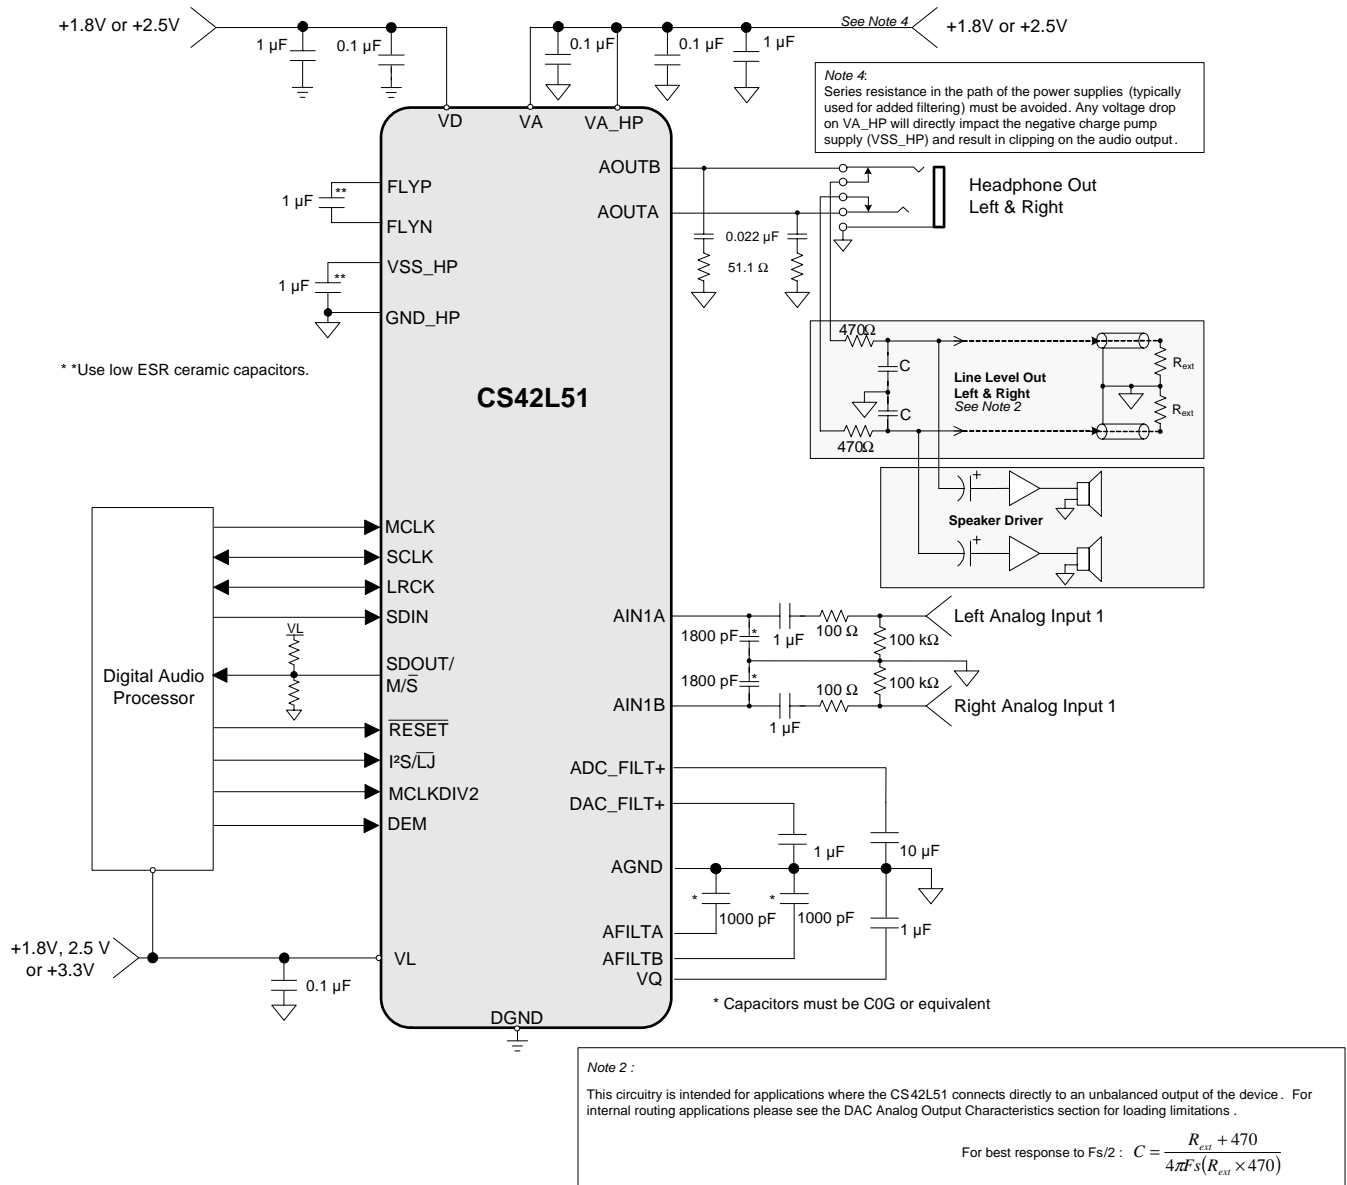 +1.8V or +2.5V
1 µF
0.1 µF
0.1 µF
0.1 µF
1 µF
See Note 4
+1.8V or +2.5V
Note 4:
Series resistance in the path of the power supplies (typically
used for added filtering) must be avoided. Any voltage drop
on VA_HP will directly impact the negative charge pump
supply (VSS_HP) and result in clipping on the audio output.
VD
VA
VA_HP
AOUTB
AOUTA
Headphone Out
Left & Right
0.022 µF
51.1 Ω
FLYP
**
1 µF
FLYN
VSS_HP
**
1 µF
GND_HP
* *Use low ESR ceramic capacitors.
CS42L51
470Ω
C
C
470Ω
Line Level Out
Left & Right
See Note 2
Rext
Rext
+
Speaker Driver
+
Digital Audio
Processor
MCLK
SCLK
LRCK
SDIN
VL
SDOUT/
M/S̅
R̅E̅S̅E̅T̅
I²S/L̅J̅
MCLKDIV2
DEM
AIN1A
1800 pF
*
1 µF
100 Ω
100 kΩ
Left Analog Input 1
1800 pF
*
AIN1B
1 µF
100 Ω
100 kΩ
Right Analog Input 1
ADC_FILT+
DAC_FILT+
1 µF
10 µF
AGND
*
1000 pF
*
1000 pF
1 µF
AFILTA
AFILTB
VQ
* Capacitors must be C0G or equivalent
+1.8V, 2.5 V
or +3.3V
0.1 µF
VL
DGND
Note 2 :
This circuitry is intended for applications where the CS42L51 connects directly to an unbalanced output of the device. For
internal routing applications please see the DAC Analog Output Characteristics section for loading limitations .
For best response to Fs/2 : C = (Rext + 470) / (4πFs(Rext × 470))